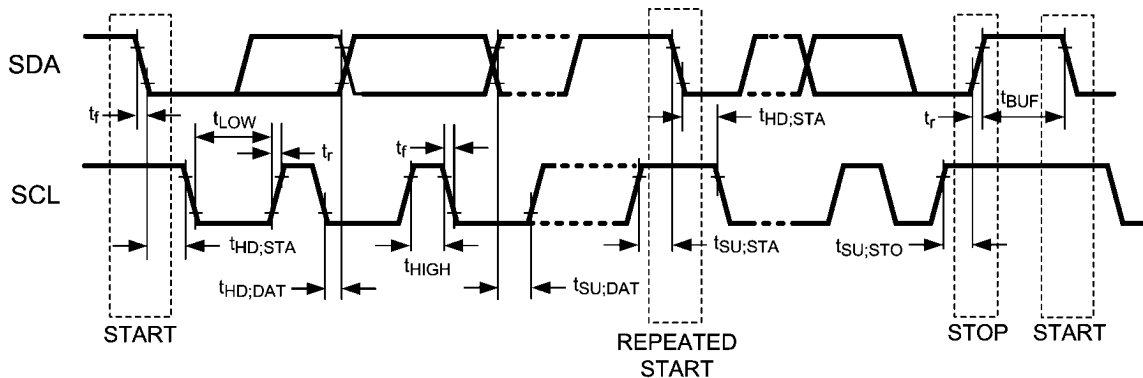 SDA
t_f
t_LOW
t_r
t_f
t_HD;STA
t_r
t_BUF
SCL
t_HD;STA
t_HIGH
t_SU;STA
t_SU;STO
t_HD;DAT
t_SU;DAT
START
REPEATED
START
STOP
START